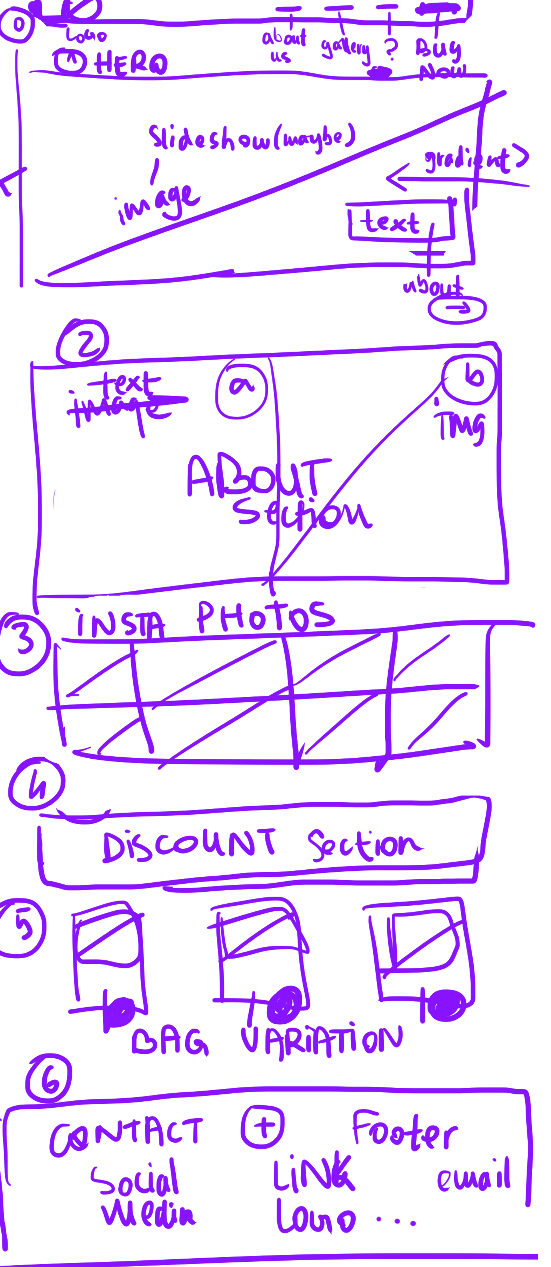 0
Logo
about us
gallery
?
Buy Now
1 HERO
Slideshow (maybe)
image
gradient
text
about
→
2
text
image
a
b
IMG
ABOUT
Section
3
iNSTA PHOTOS
4
DiSCOUNT Section
5
BAG VARiATiON
6
CONTACT + Footer
Social Media
LiNK
email
Logo ...